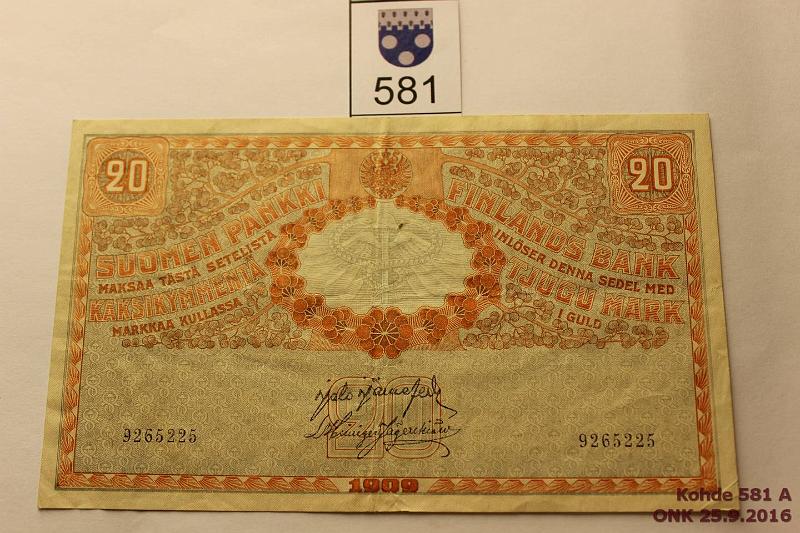 581
20
20
SUOMEN PANKKI
MAKSAA TÄSTÄ SETELISTÄ
KAKSIKYMMENTÄ
MARKKAA KULLASSA
FINLANDS BANK
INLÖSER DENNA SEDEL MED
TJUGU MARK
I GULD
20
9265225
9265225
1909
Kohde 581 A
ONK 25.9.2016